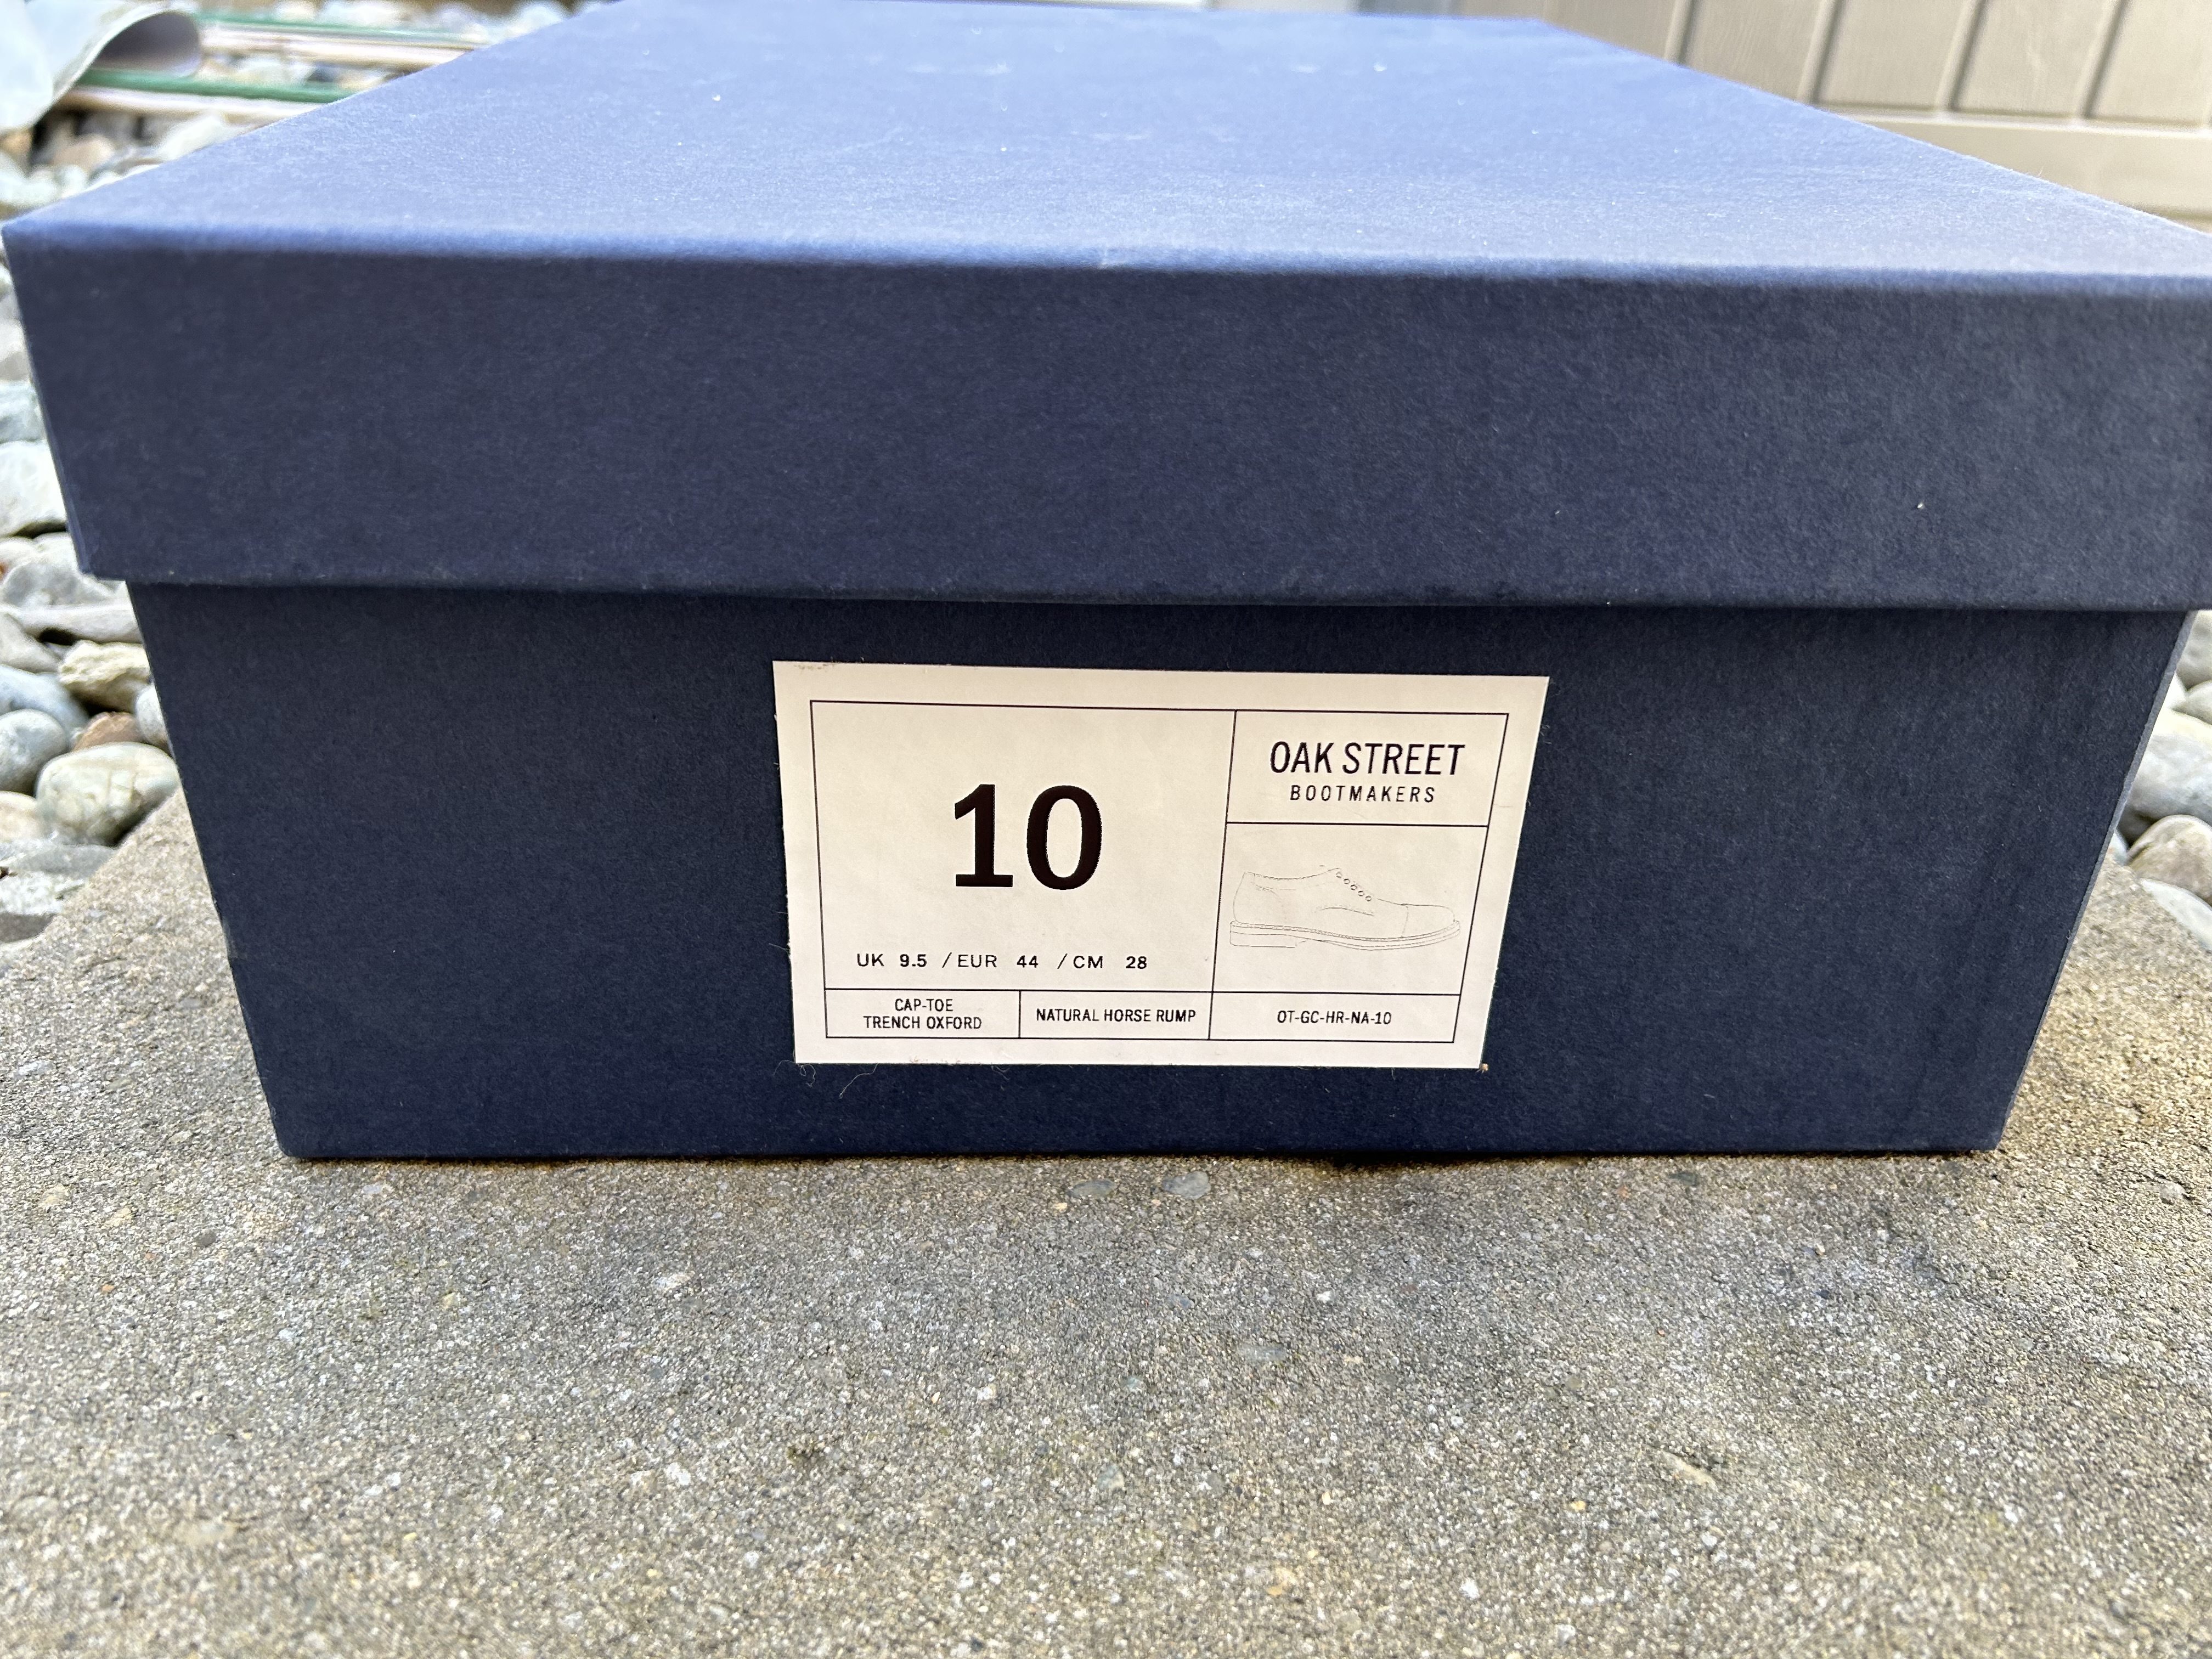 10
UK 9.5 / EUR 44 / CM 28
OAK STREET
BOOTMAKERS
CAP-TOE
TRENCH OXFORD
NATURAL HORSE RUMP
OT-GC-HR-NA-10